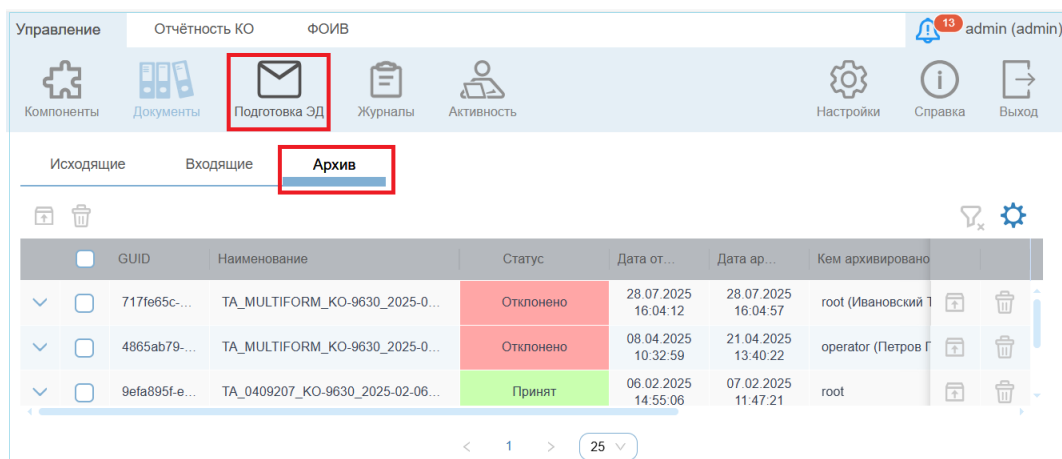 Управление Отчётность КО ФОИВ 13 admin (admin)
Компоненты Документы Подготовка ЭД Журналы Активность Настройки Справка Выход
Исходящие Входящие Архив
GUID Наименование Статус Дата от... Дата ар... Кем архивировано
717fe65c-... TA_MULTIFORM_KO-9630_2025-0... Отклонено 28.07.2025 16:04:12 28.07.2025 16:04:57 root (Ивановский Т
4865ab79-... TA_MULTIFORM_KO-9630_2025-0... Отклонено 08.04.2025 10:32:59 21.04.2025 13:40:22 operator (Петров Г
9efa895f-e... TA_0409207_KO-9630_2025-02-06... Принят 06.02.2025 14:55:06 07.02.2025 11:47:21 root
< 1 > 25